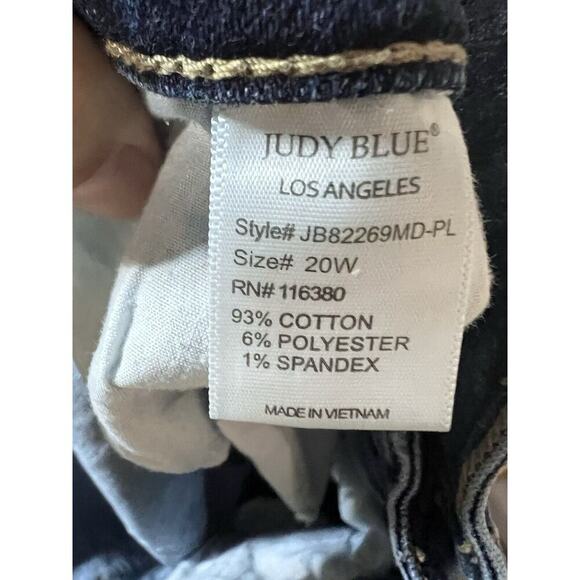 JUDY BLUE®
LOS ANGELES
Style# JB82269MD-PL
Size# 20W
RN# 116380
93% COTTON
6% POLYESTER
1% SPANDEX
MADE IN VIETNAM